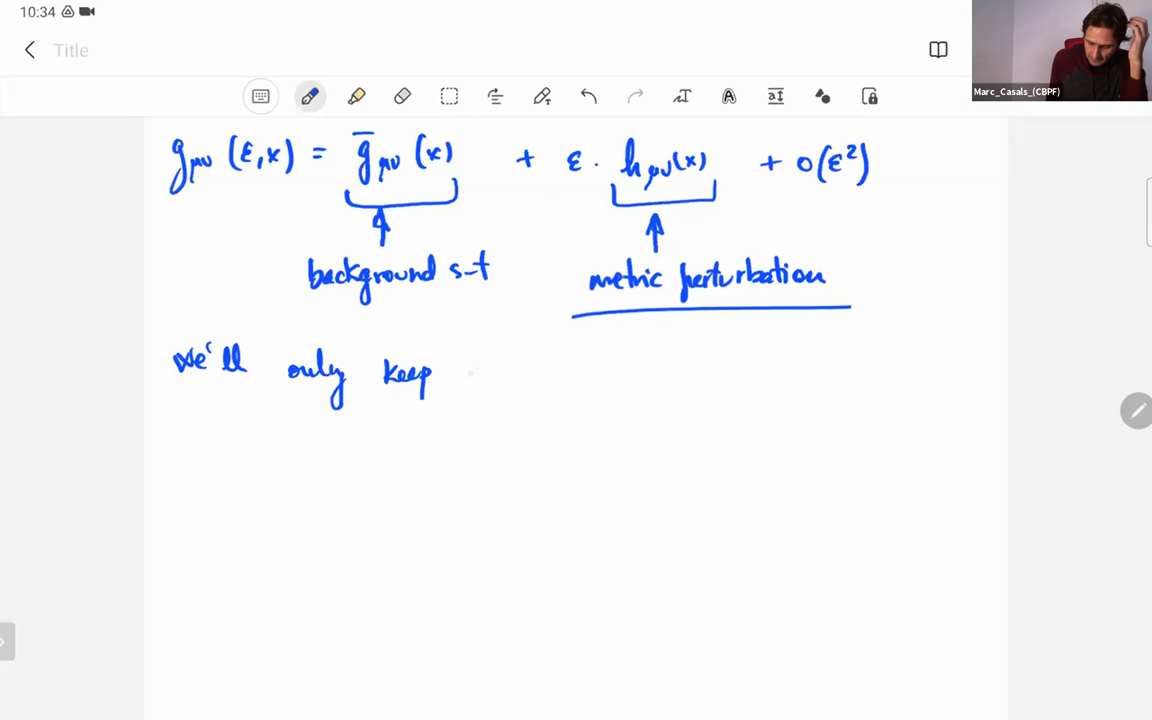 10:34
Title
Marc_Casals_(CBPF)
gμν (ε,x) = ḡμν (x) + ε · hμν(x) + O(ε²)
background s-t metric perturbation
we'll only keep